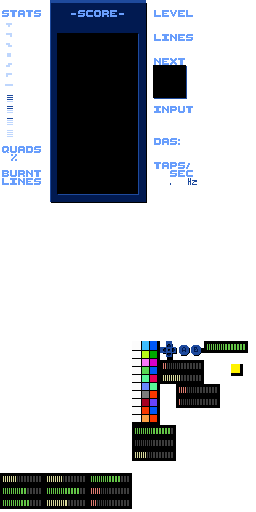 STATS
-SCORE-
LEVEL
LINES
NEXT
INPUT
DAS:
QUADS
%
TAPS/
SEC
BURNT
LINES
. Hz